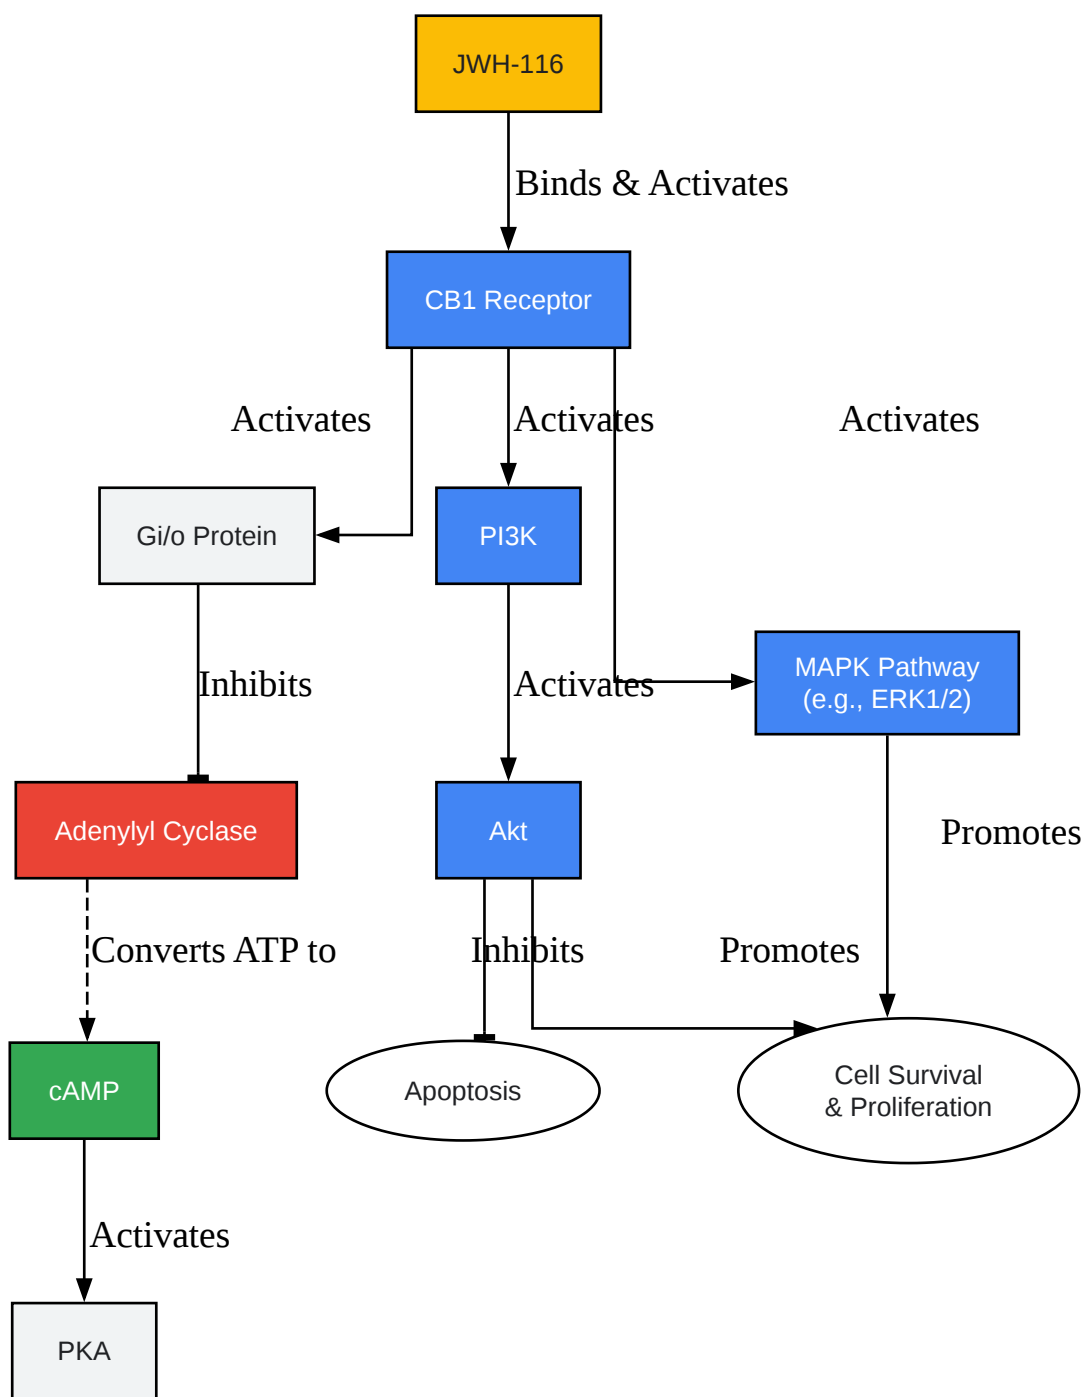 JWH-116
Binds & Activates
CB1 Receptor
Activates
Activates
Activates
Gi/o Protein
PI3K
MAPK Pathway
(e.g., ERK1/2)
Inhibits
Activates
Adenylyl Cyclase
Akt
Promotes
Converts ATP to
Inhibits
Promotes
cAMP
Apoptosis
Cell Survival
& Proliferation
Activates
PKA